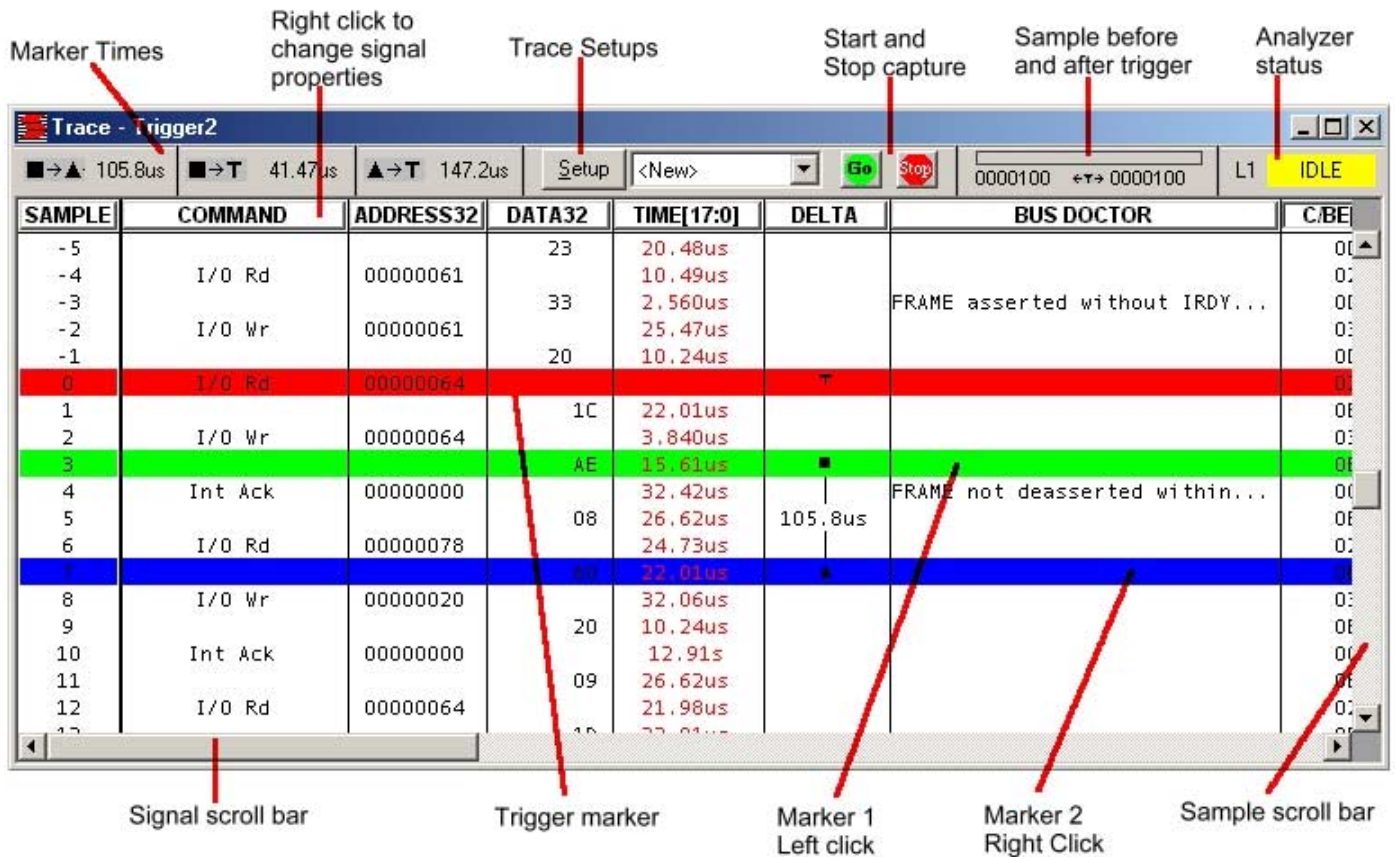 Marker Times
Right click to
change signal
properties
Trace Setups
Start and
Stop capture
Sample before
and after trigger
Analyzer
status
Trace - Trigger2
■→▲ 105.8us ■→T 41.47us ▲→T 147.2us Setup <New> Go Stop 0000100 ←T→ 0000100 L1 IDLE
SAMPLE COMMAND ADDRESS32 DATA32 TIME[17:0] DELTA BUS DOCTOR C/BE
-5 23 20.48us
-4 I/O Rd 00000061 10.49us
-3 33 2.560us FRAME asserted without IRDY...
-2 I/O Wr 00000061 25.47us
-1 20 10.24us
0 I/O Rd 00000064 T
1 1C 22.01us
2 I/O Wr 00000064 3.840us
3 AE 15.61us ■
4 Int Ack 00000000 32.42us FRAME not deasserted within...
5 08 26.62us 105.8us
6 I/O Rd 00000078 24.73us
22.01us ▲
8 I/O Wr 00000020 32.06us
9 20 10.24us
10 Int Ack 00000000 12.91s
11 09 26.62us
12 I/O Rd 00000064 21.98us
Signal scroll bar
Trigger marker
Marker 1
Left click
Marker 2
Right Click
Sample scroll bar